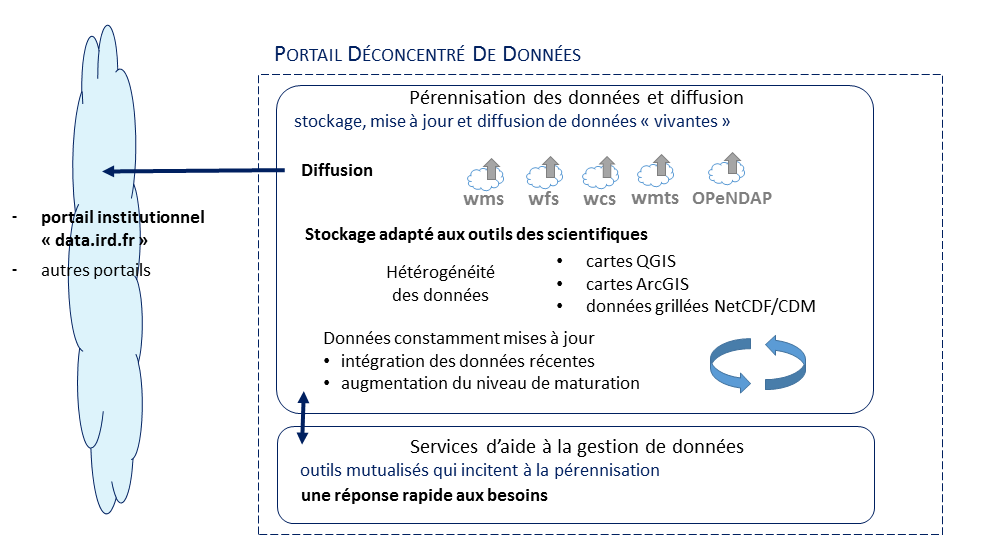 PORTAIL DÉCONCENTRÉ DE DONNÉES
Pérennisation des données et diffusion
stockage, mise à jour et diffusion de données « vivantes »
Diffusion
wms wfs wcs wmts OPeNDAP
- portail institutionnel
« data.ird.fr »
- autres portails
Stockage adapté aux outils des scientifiques
Hétérogénéité
des données
• cartes QGIS
• cartes ArcGIS
• données grillées NetCDF/CDM
Données constamment mises à jour
• intégration des données récentes
• augmentation du niveau de maturation
Services d’aide à la gestion de données
outils mutualisés qui incitent à la pérennisation
une réponse rapide aux besoins